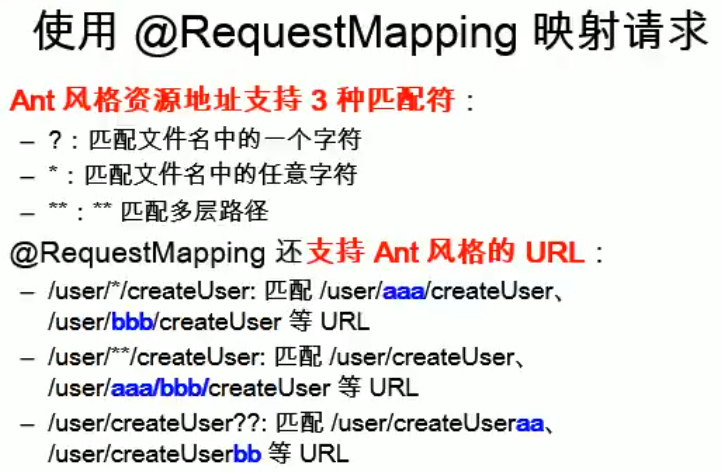 使用 @RequestMapping 映射请求
Ant 风格资源地址支持 3 种匹配符：
– ?：匹配文件名中的一个字符
– *：匹配文件名中的任意字符
– **：** 匹配多层路径
@RequestMapping 还支持 Ant 风格的 URL：
– /user/*/createUser: 匹配 /user/aaa/createUser、
/user/bbb/createUser 等 URL
– /user/**/createUser: 匹配 /user/createUser、
/user/aaa/bbb/createUser 等 URL
– /user/createUser??: 匹配 /user/createUseraa、
/user/createUserbb 等 URL